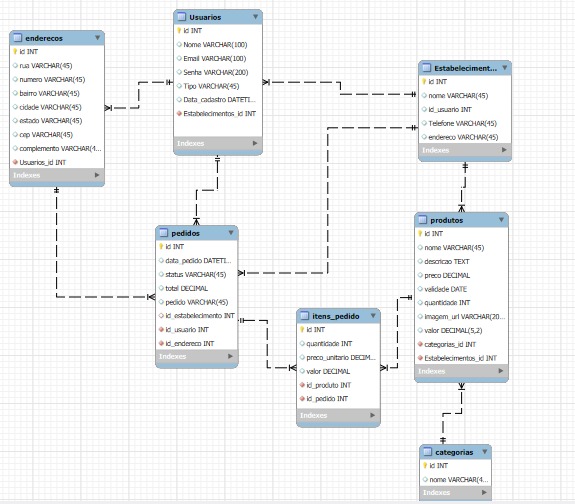 enderecos
id INT
rua VARCHAR(45)
numero VARCHAR(45)
bairro VARCHAR(45)
cidade VARCHAR(45)
estado VARCHAR(45)
cep VARCHAR(45)
complemento VARCHAR(4...
Usuarios_id INT
Indexes
Usuarios
id INT
Nome VARCHAR(100)
Email VARCHAR(100)
Senha VARCHAR(200)
Tipo VARCHAR(45)
Data_cadastro DATETI...
Estabelecimentos_id INT
Indexes
Estabeleciment...
id INT
nome VARCHAR(45)
id_usuario INT
Telefone VARCHAR(45)
endereco VARCHAR(45)
Indexes
pedidos
id INT
data_pedido DATETI...
status VARCHAR(45)
total DECIMAL
pedido VARCHAR(45)
id_estabelecimento INT
id_usuario INT
id_endereco INT
Indexes
itens_pedido
id INT
quantidade INT
preco_unitario DECIM...
valor DECIMAL
id_produto INT
id_pedido INT
Indexes
produtos
id INT
nome VARCHAR(45)
descricao TEXT
preco DECIMAL
validade DATE
quantidade INT
imagem_url VARCHAR(20...
valor DECIMAL(5,2)
categorias_id INT
Estabelecimentos_id INT
Indexes
categorias
id INT
nome VARCHAR(4...
Indexes